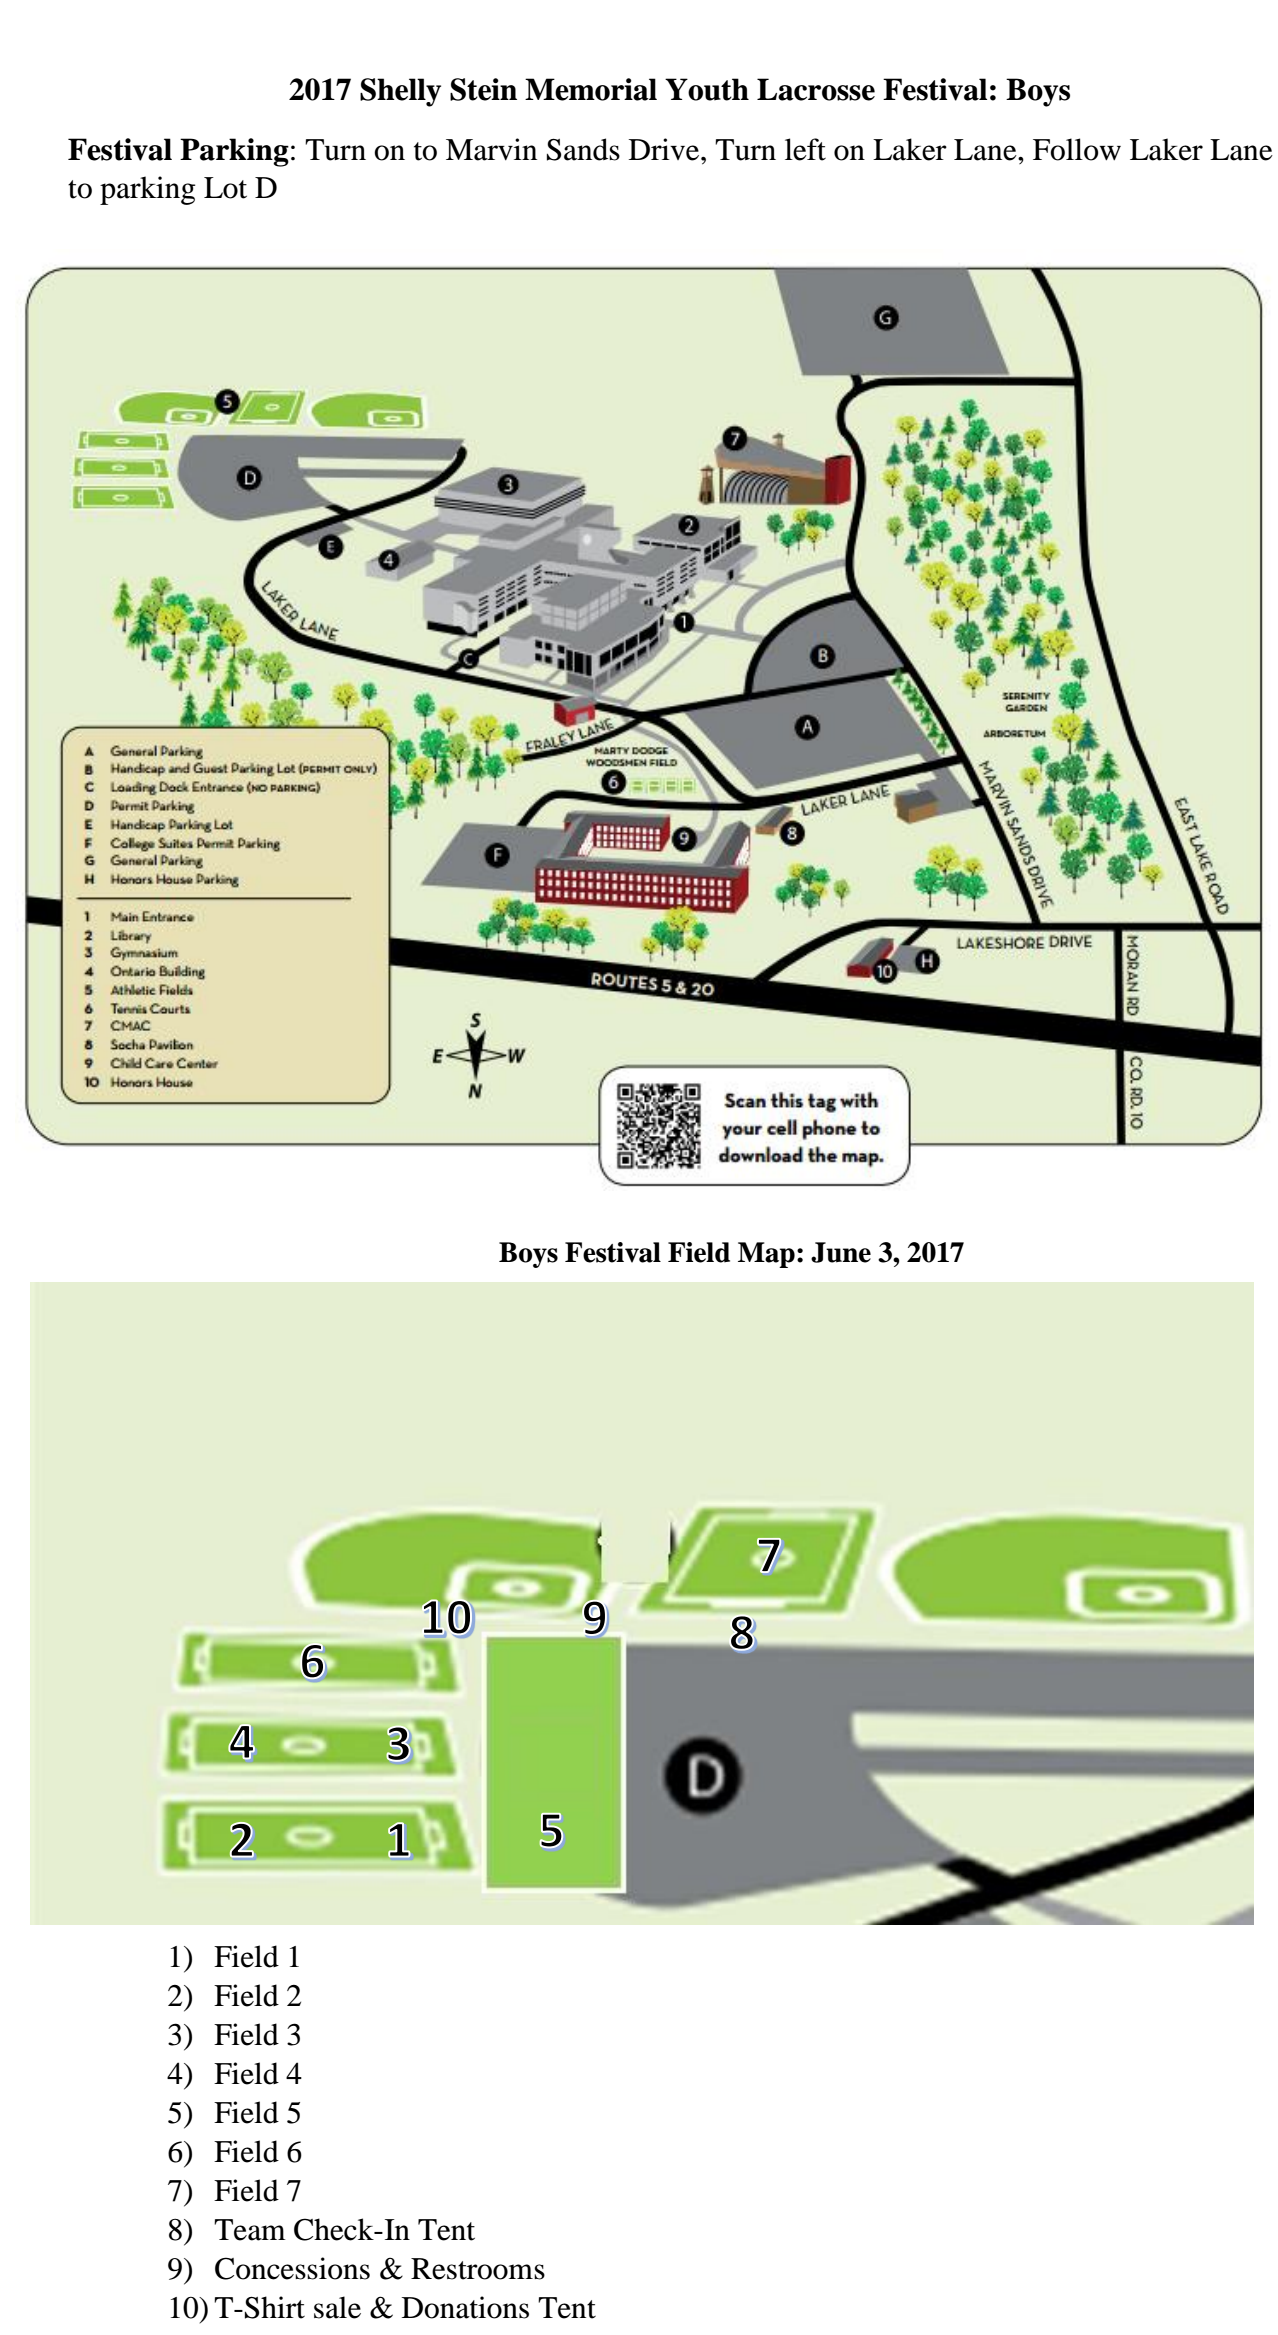 2017 Shelly Stein Memorial Youth Lacrosse Festival: Boys
Festival Parking: Turn on to Marvin Sands Drive, Turn left on Laker Lane, Follow Laker Lane
to parking Lot D
G
5
7
D
3
2
E
4
LAKER LANE
1
C
B
SERENITY
GARDEN
A
ARBORETUM
FRALEY LANE
MARTY DODGE
WOODSMEN FIELD
6
LAKER LANE
MARVIN SANDS DRIVE
EAST LAKE ROAD
9
8
F
A General Parking
B Handicap and Guest Parking Lot (PERMIT ONLY)
C Loading Dock Entrance (NO PARKING)
D Permit Parking
E Handicap Parking Lot
F College Suites Permit Parking
G General Parking
H Honors House Parking
1 Main Entrance
2 Library
3 Gymnasium
4 Ontario Building
5 Athletic Fields
6 Tennis Courts
7 CMAC
8 Socha Pavilion
9 Child Care Center
10 Honors House
LAKESHORE DRIVE
MORAN RD
10
H
ROUTES 5 & 20
S
E W
N
CO. RD. 10
Scan this tag with
your cell phone to
download the map.
Boys Festival Field Map: June 3, 2017
7
10
9
8
6
4
3
D
2
1
5
1) Field 1
2) Field 2
3) Field 3
4) Field 4
5) Field 5
6) Field 6
7) Field 7
8) Team Check-In Tent
9) Concessions & Restrooms
10) T-Shirt sale & Donations Tent